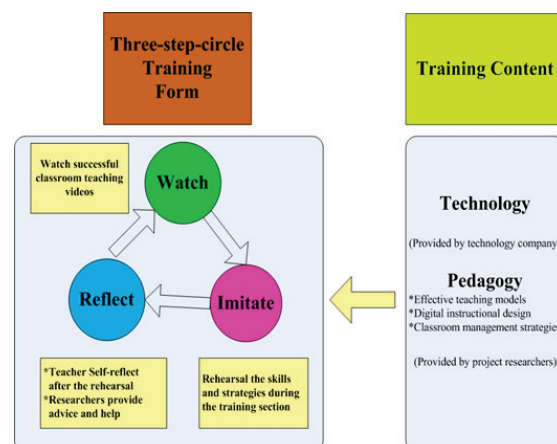 Three-step-circle
Training
Form
Training Content
Watch successful
classroom teaching
videos
Watch
Reflect
Imitate
*Teacher Self-reflect
after the rehearsal
*Researchers provide
advice and help
Rehearsal the skills
and strategies during
the training section
Technology
(Provided by technology company
Pedagogy
*Effective teaching models
*Digital instructional design
*Classroom management strategies
(Provided by project researchers)